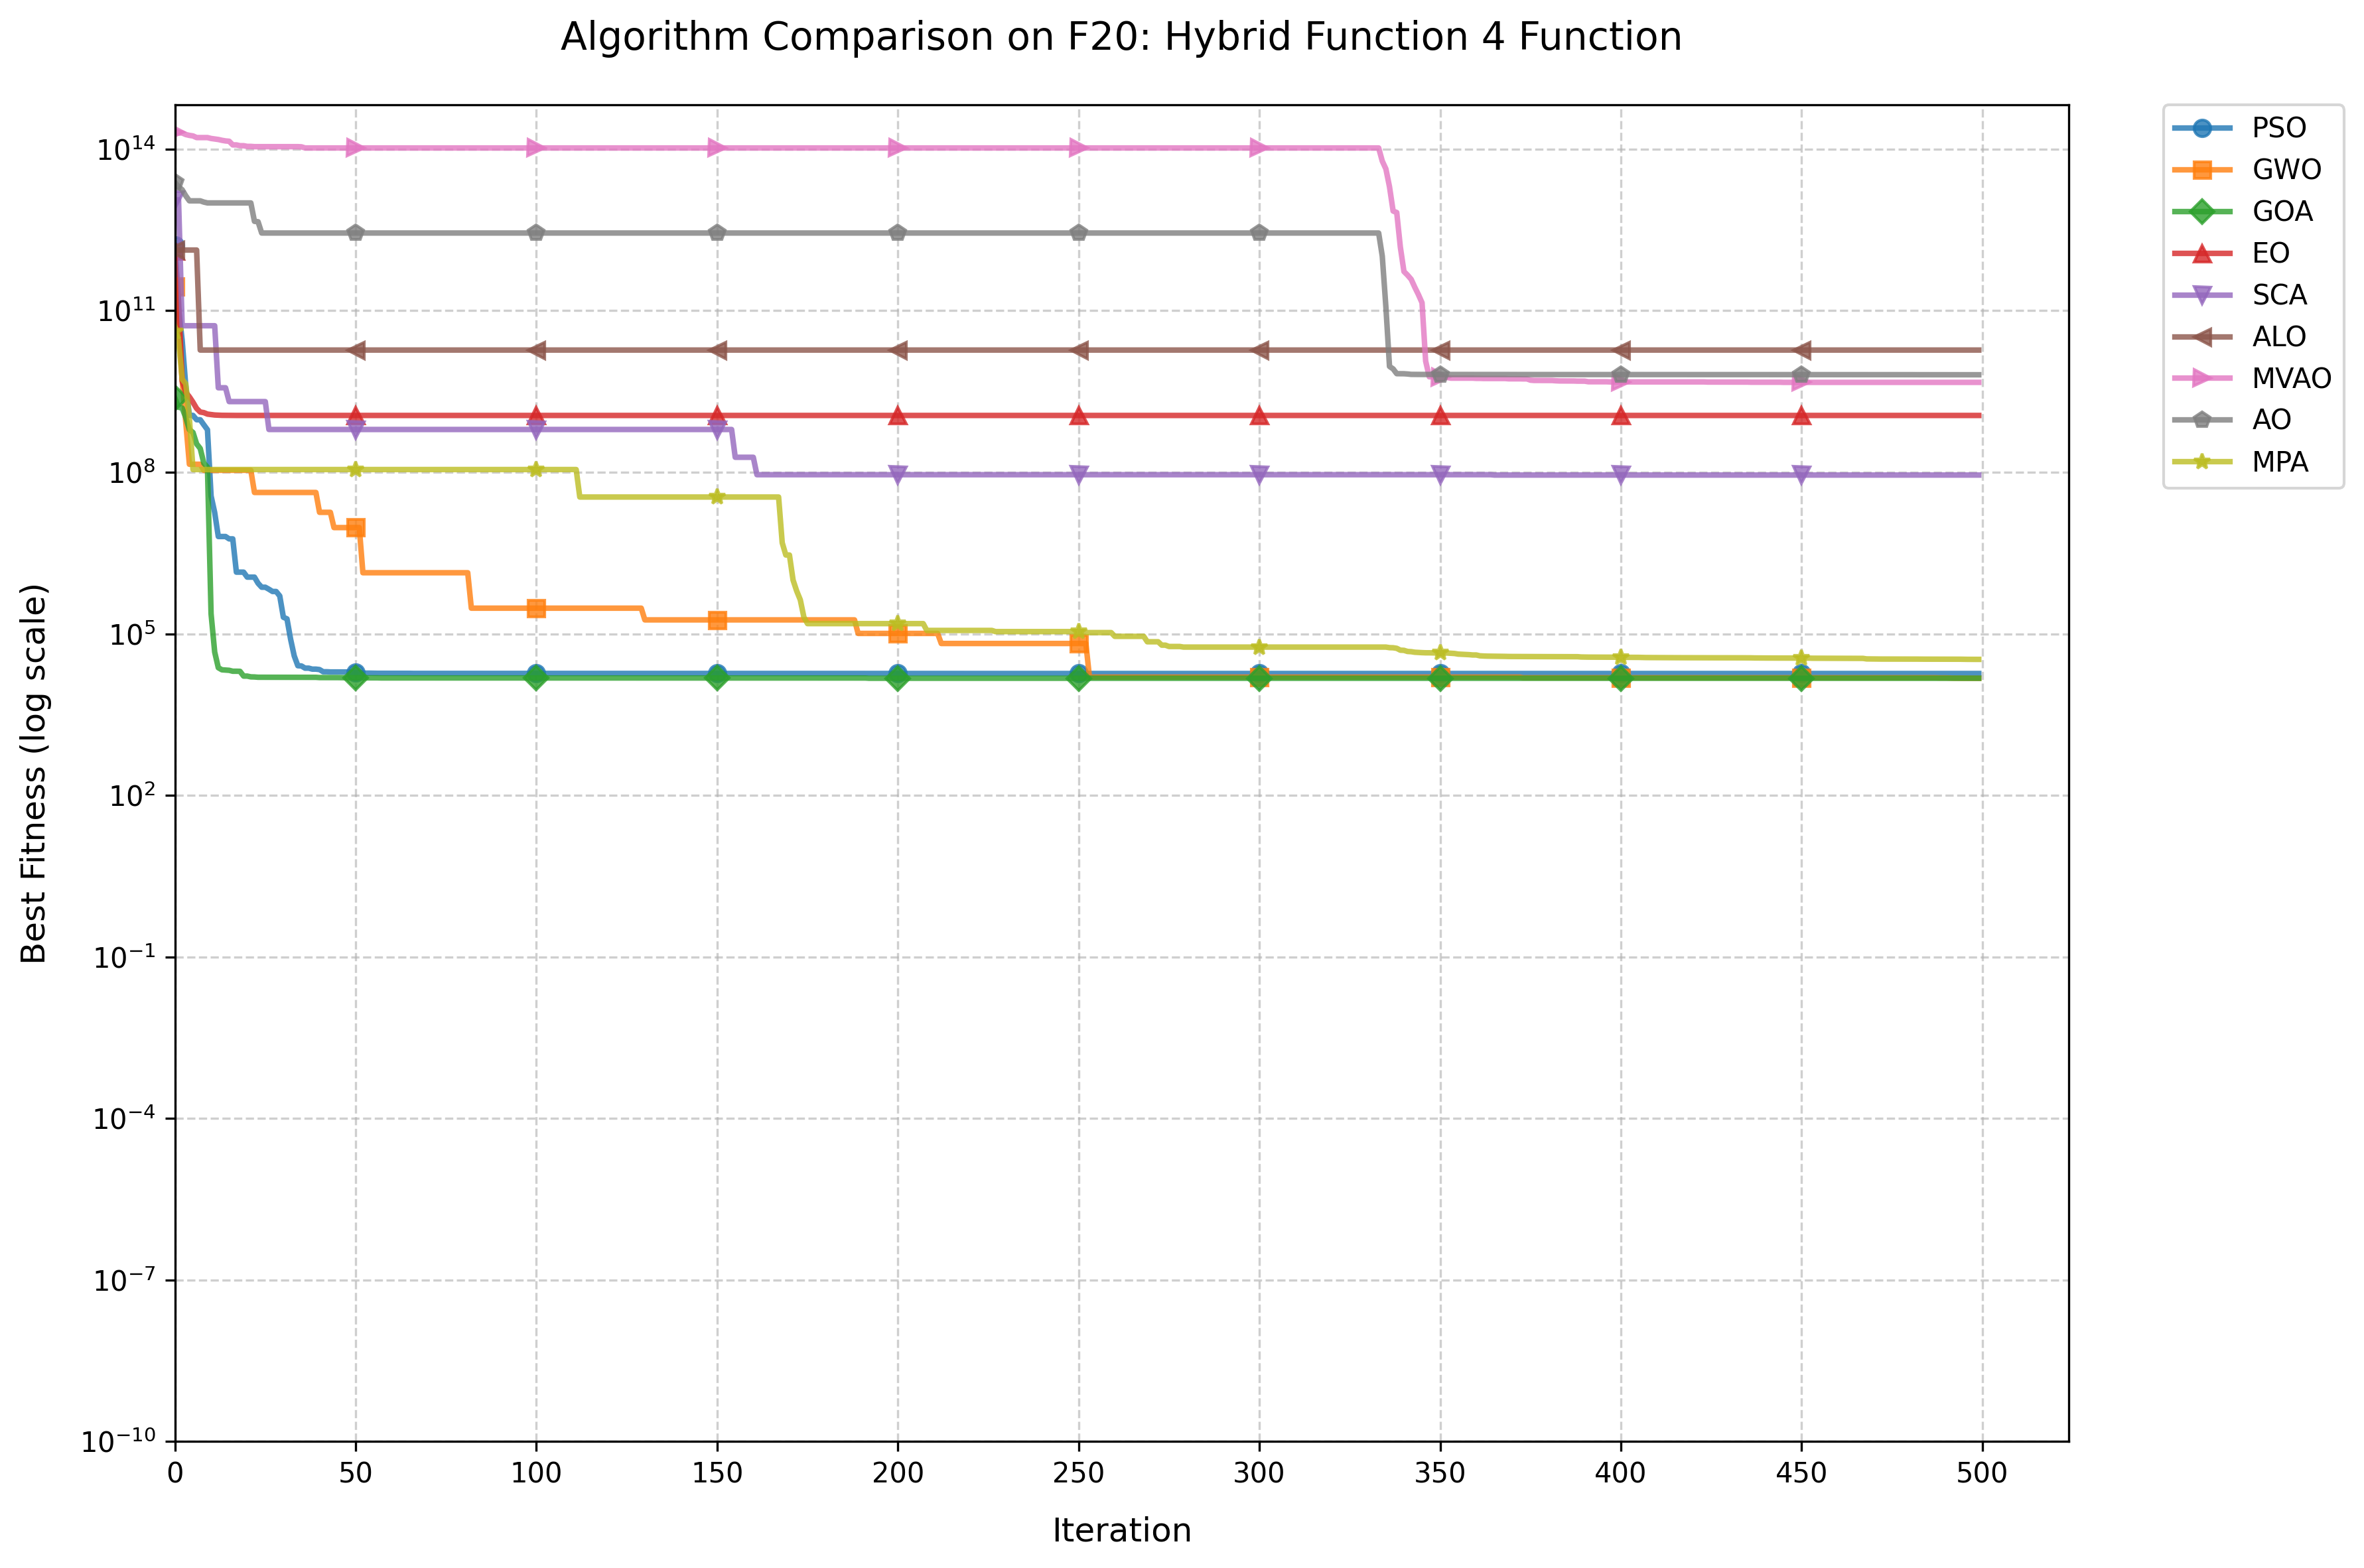 Algorithm Comparison on F20: Hybrid Function 4 Function
Best Fitness (log scale)
10^14
10^11
10^8
10^5
10^2
10^-1
10^-4
10^-7
10^-10
0 50 100 150 200 250 300 350 400 450 500
Iteration
PSO
GWO
GOA
EO
SCA
ALO
MVAO
AO
MPA